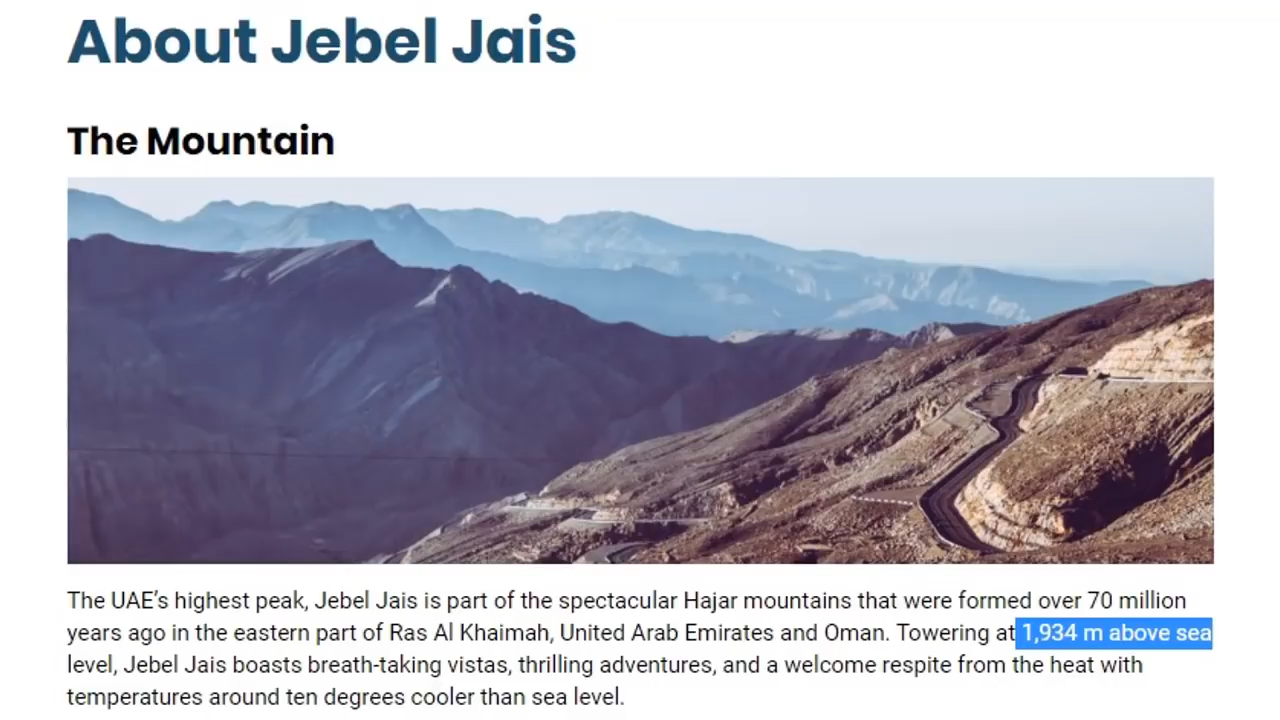 About Jebel Jais
The Mountain
The UAE’s highest peak, Jebel Jais is part of the spectacular Hajar mountains that were formed over 70 million
years ago in the eastern part of Ras Al Khaimah, United Arab Emirates and Oman. Towering at 1,934 m above sea
level, Jebel Jais boasts breath-taking vistas, thrilling adventures, and a welcome respite from the heat with
temperatures around ten degrees cooler than sea level.